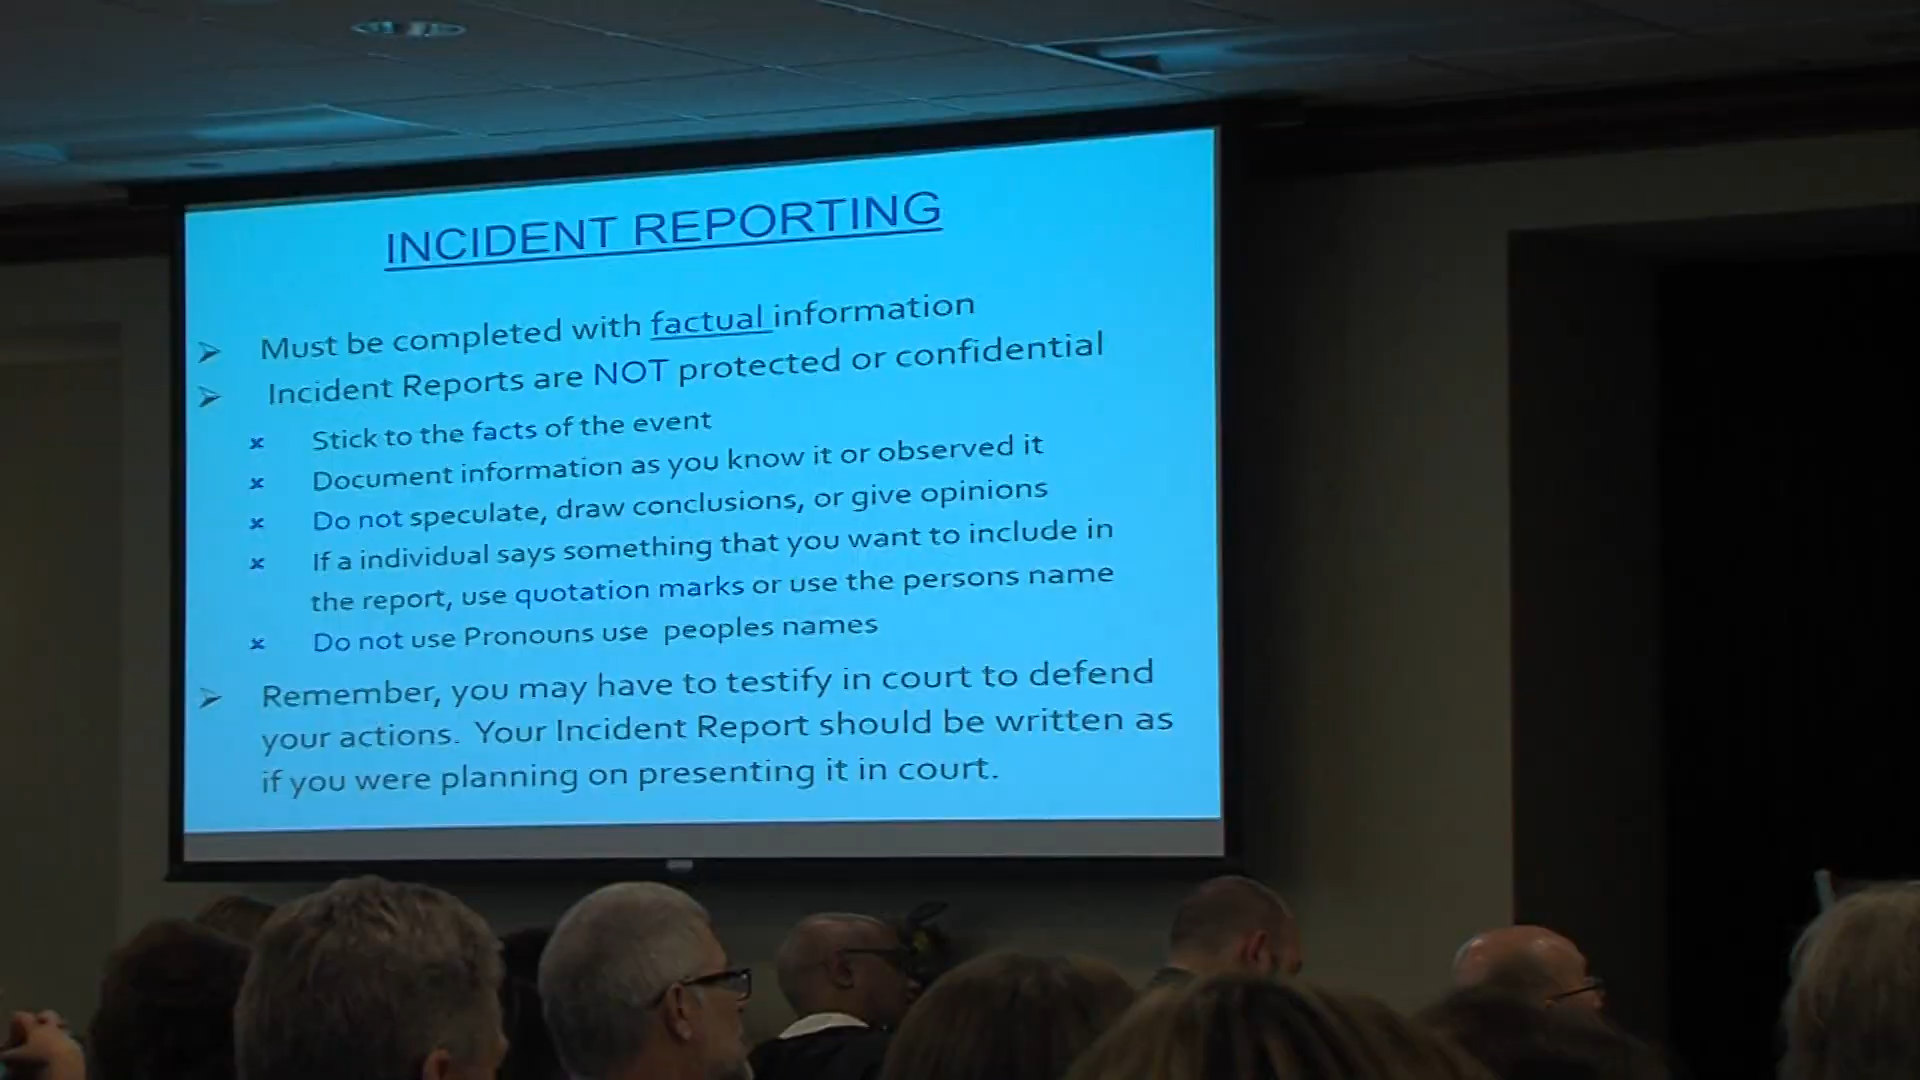 INCIDENT REPORTING
Must be completed with factual information
Incident Reports are NOT protected or confidential
Stick to the facts of the event
Document information as you know it or observed it
Do not speculate, draw conclusions, or give opinions
If a individual says something that you want to include in
the report, use quotation marks or use the persons name
Do not use Pronouns use peoples names
Remember, you may have to testify in court to defend
your actions. Your Incident Report should be written as
if you were planning on presenting it in court.